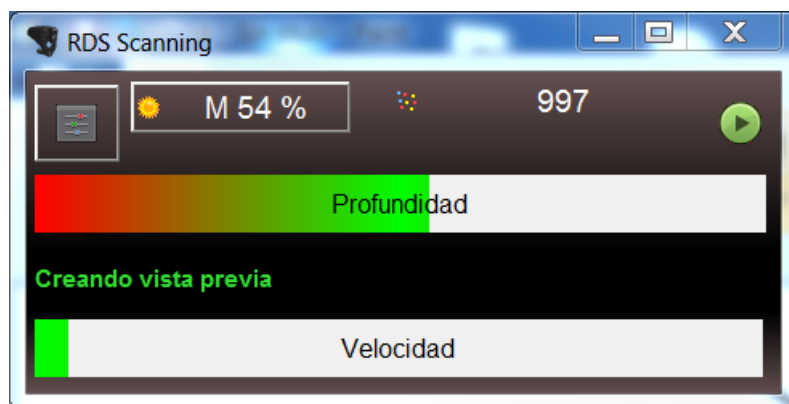 RDS Scanning
M 54 %
997
Profundidad
Creando vista previa
Velocidad